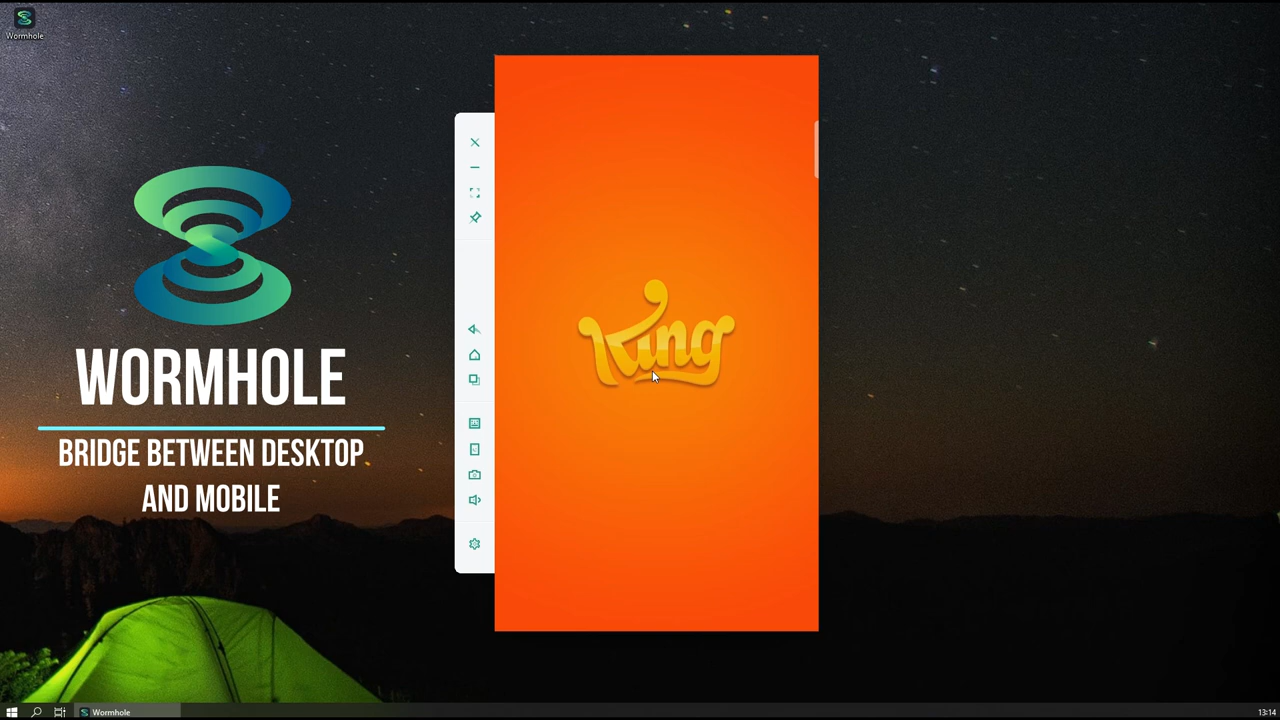 Wormhole
King
WORMHOLE
BRIDGE BETWEEN DESKTOP
AND MOBILE
Wormhole
13:14